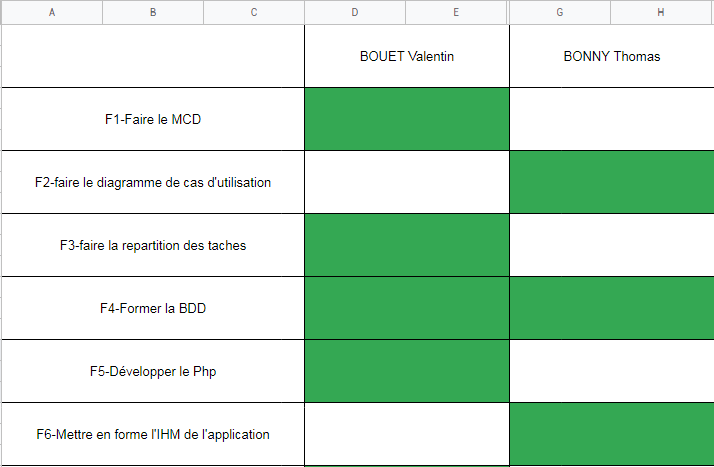 A B C D E G H
BOUET Valentin BONNY Thomas
F1-Faire le MCD
F2-faire le diagramme de cas d'utilisation
F3-faire la repartition des taches
F4-Former la BDD
F5-Développer le Php
F6-Mettre en forme l'IHM de l'application